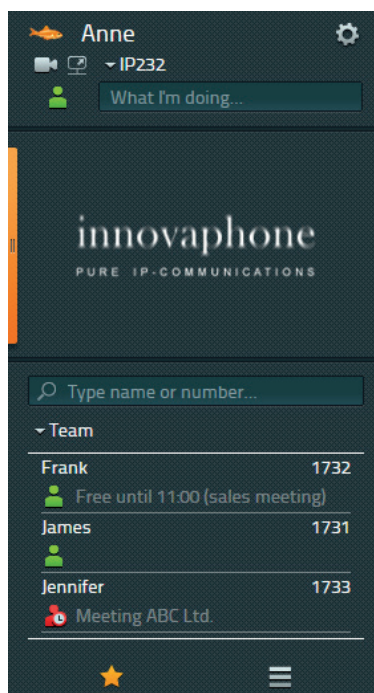 Anne
IP232
What I'm doing...
innovaphone
PURE IP-COMMUNICATIONS
Type name or number...
Team
Frank 1732
Free until 11:00 (sales meeting)
James 1731
Jennifer 1733
Meeting ABC Ltd.